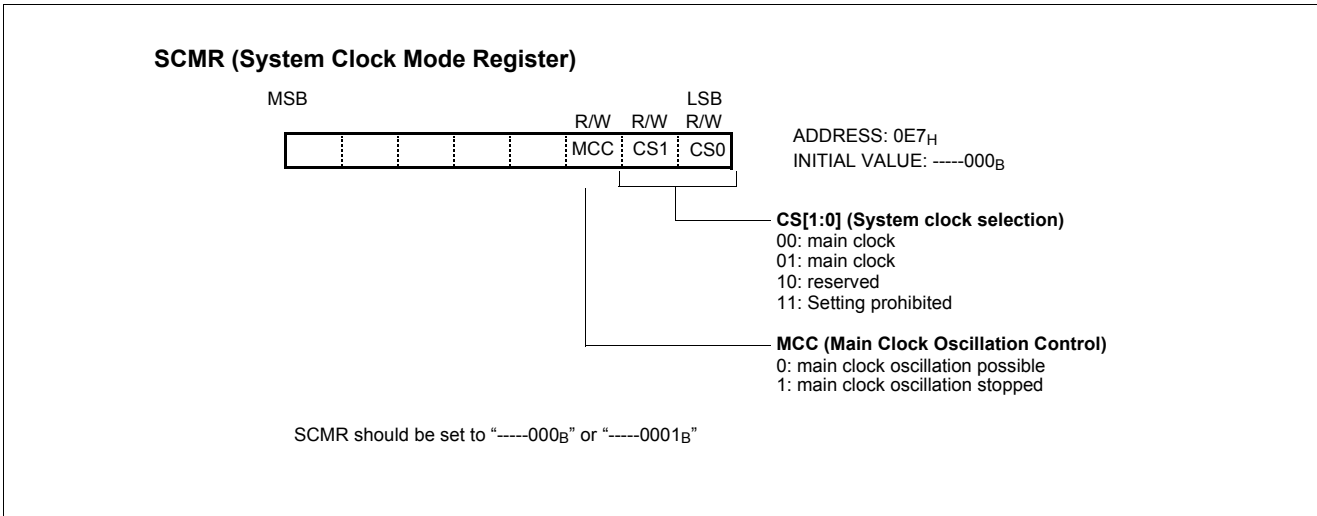 SCMR (System Clock Mode Register)
MSB LSB
R/W R/W R/W
MCC CS1 CS0
ADDRESS: 0E7H
INITIAL VALUE: -----000B
CS[1:0] (System clock selection)
00: main clock
01: main clock
10: reserved
11: Setting prohibited
MCC (Main Clock Oscillation Control)
0: main clock oscillation possible
1: main clock oscillation stopped
SCMR should be set to “-----000B” or “-----0001B”